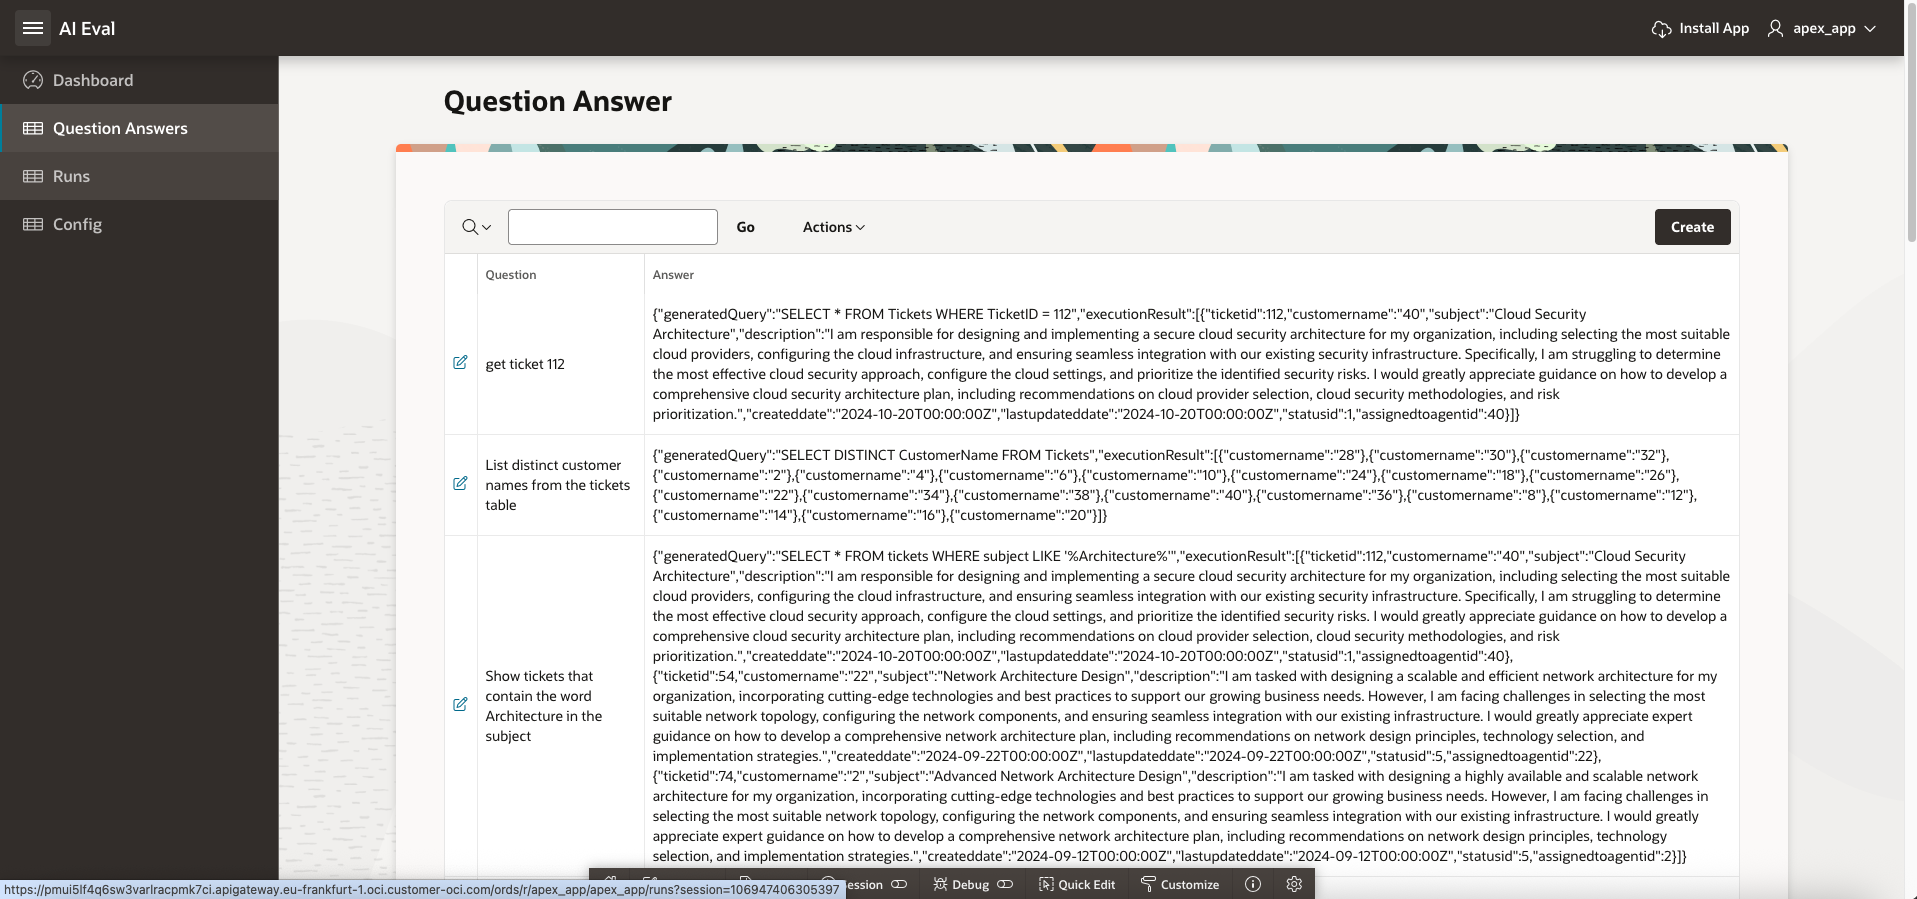 AI Eval
Install App
apex_app
Dashboard
Question Answers
Runs
Config
Question Answer
Go
Actions
Create
Question
Answer
get ticket 112
{"generatedQuery":"SELECT * FROM Tickets WHERE TicketID = 112","executionResult":[{"ticketid":112,"customername":"40","subject":"Cloud Security
Architecture","description":"I am responsible for designing and implementing a secure cloud security architecture for my organization, including selecting the most suitable
cloud providers, configuring the cloud infrastructure, and ensuring seamless integration with our existing security infrastructure. Specifically, I am struggling to determine
the most effective cloud security approach, configure the cloud settings, and prioritize the identified security risks. I would greatly appreciate guidance on how to develop a
comprehensive cloud security architecture plan, including recommendations on cloud provider selection, cloud security methodologies, and risk
prioritization.","createddate":"2024-10-20T00:00:00Z","lastupdateddate":"2024-10-20T00:00:00Z","statusid":1,"assignedtoagentid":40}]}
List distinct customer
names from the tickets
table
{"generatedQuery":"SELECT DISTINCT CustomerName FROM Tickets","executionResult":[{"customername":"28"},{"customername":"30"},{"customername":"32"},
{"customername":"2"},{"customername":"4"},{"customername":"6"},{"customername":"10"},{"customername":"24"},{"customername":"18"},{"customername":"26"},
{"customername":"22"},{"customername":"34"},{"customername":"38"},{"customername":"40"},{"customername":"36"},{"customername":"8"},{"customername":"12"},
{"customername":"14"},{"customername":"16"},{"customername":"20"}]}
Show tickets that
contain the word
Architecture in the
subject
{"generatedQuery":"SELECT * FROM tickets WHERE subject LIKE '%Architecture%'","executionResult":[{"ticketid":112,"customername":"40","subject":"Cloud Security
Architecture","description":"I am responsible for designing and implementing a secure cloud security architecture for my organization, including selecting the most suitable
cloud providers, configuring the cloud infrastructure, and ensuring seamless integration with our existing security infrastructure. Specifically, I am struggling to determine
the most effective cloud security approach, configure the cloud settings, and prioritize the identified security risks. I would greatly appreciate guidance on how to develop a
comprehensive cloud security architecture plan, including recommendations on cloud provider selection, cloud security methodologies, and risk
prioritization.","createddate":"2024-10-20T00:00:00Z","lastupdateddate":"2024-10-20T00:00:00Z","statusid":1,"assignedtoagentid":40},
{"ticketid":54,"customername":"22","subject":"Network Architecture Design","description":"I am tasked with designing a scalable and efficient network architecture for my
organization, incorporating cutting-edge technologies and best practices to support our growing business needs. However, I am facing challenges in selecting the most
suitable network topology, configuring the network components, and ensuring seamless integration with our existing infrastructure. I would greatly appreciate expert
guidance on how to develop a comprehensive network architecture plan, including recommendations on network design principles, technology selection, and
implementation strategies.","createddate":"2024-09-22T00:00:00Z","lastupdateddate":"2024-09-22T00:00:00Z","statusid":5,"assignedtoagentid":22},
{"ticketid":74,"customername":"2","subject":"Advanced Network Architecture Design","description":"I am tasked with designing a highly available and scalable network
architecture for my organization, incorporating cutting-edge technologies and best practices to support our growing business needs. However, I am facing challenges in
selecting the most suitable network topology, configuring the network components, and ensuring seamless integration with our existing infrastructure. I would greatly
appreciate expert guidance on how to develop a comprehensive network architecture plan, including recommendations on network design principles, technology
selection, and implementation strategies.","createddate":"2024-09-12T00:00:00Z","lastupdateddate":"2024-09-12T00:00:00Z","statusid":5,"assignedtoagentid":2}]}
https://pmui5lf4q6sw3varlracpmk7ci.apigateway.eu-frankfurt-1.oci.customer-oci.com/ords/r/apex_app/apex_app/runs?session=106947406305397
ession
Debug
Quick Edit
Customize